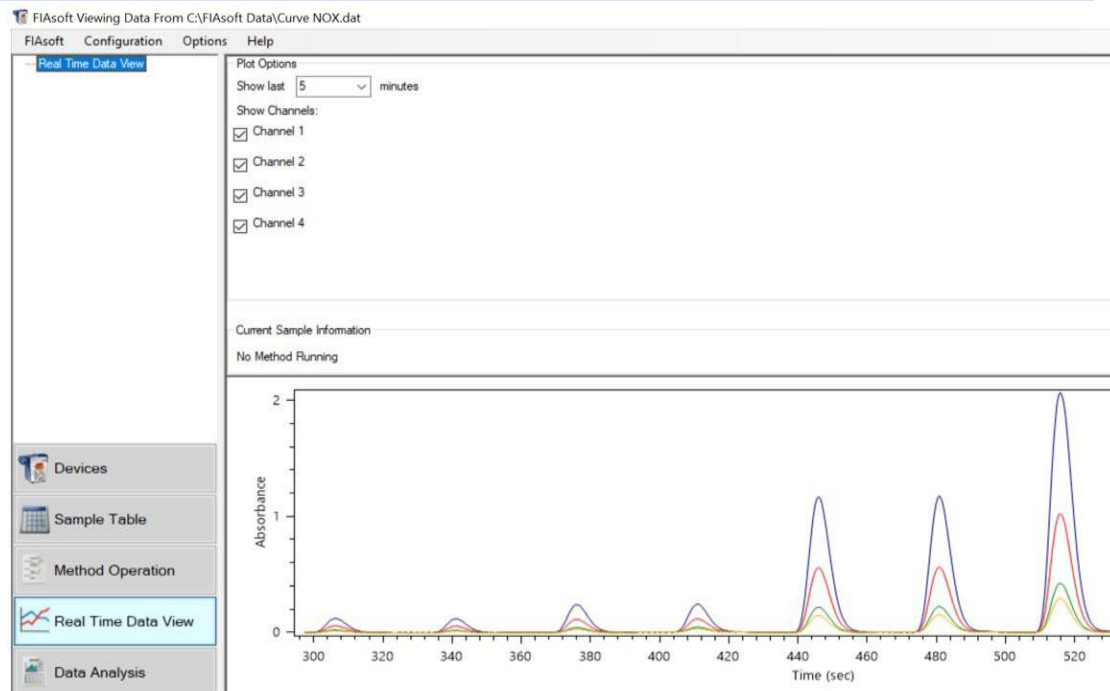 FIAsoft Viewing Data From C:\FIAsoft Data\Curve NOX.dat
FIAsoft Configuration Options Help
Real Time Data View
Plot Options
Show last 5 minutes
Show Channels:
Channel 1
Channel 2
Channel 3
Channel 4
Current Sample Information
No Method Running
Devices
Sample Table
Method Operation
Real Time Data View
Data Analysis
Absorbance
2
1
0
300 320 340 360 380 400 420 440 460 480 500 520
Time (sec)